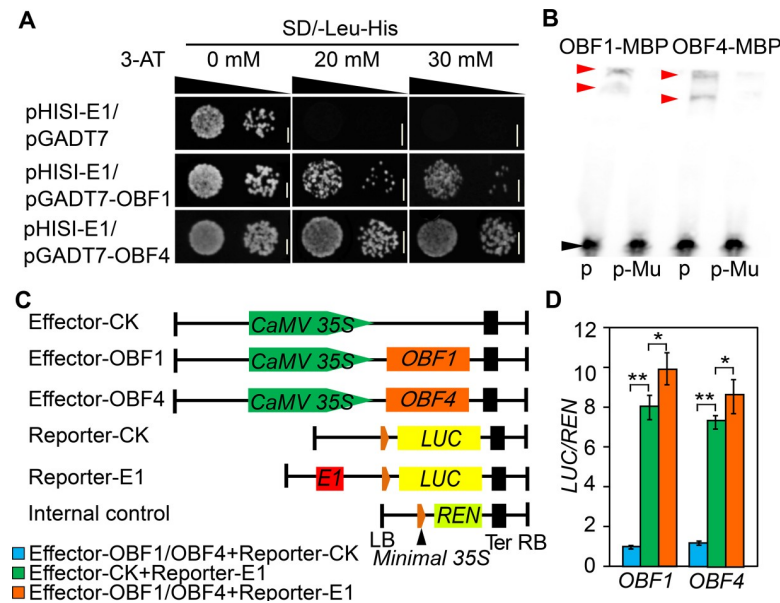 A
SD/-Leu-His
3-AT 0 mM 20 mM 30 mM
pHISI-E1/
pGADT7
pHISI-E1/
pGADT7-OBF1
pHISI-E1/
pGADT7-OBF4
B
OBF1-MBP OBF4-MBP
p p-Mu p p-Mu
C
Effector-CK CaMV 35S
Effector-OBF1 CaMV 35S OBF1
Effector-OBF4 CaMV 35S OBF4
Reporter-CK LUC
Reporter-E1 E1 LUC
Internal control REN
LB Ter RB
Minimal 35S
Effector-OBF1/OBF4+Reporter-CK
Effector-CK+Reporter-E1
Effector-OBF1/OBF4+Reporter-E1
D
LUC/REN
12
10
8
6
4
2
0
** * ** *
OBF1 OBF4